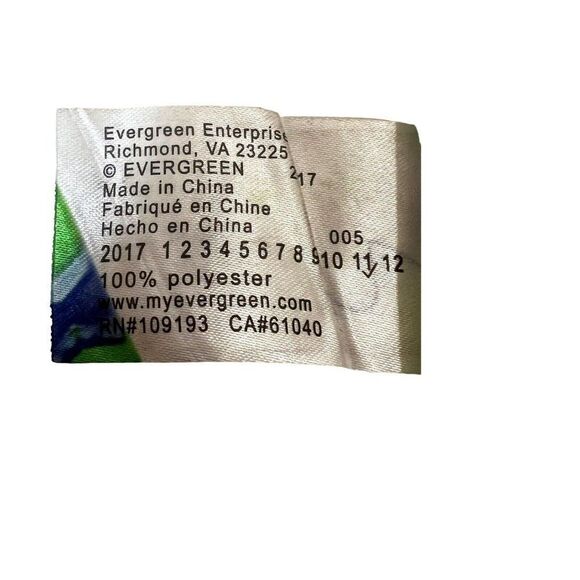 Evergreen Enterprise
Richmond, VA 23225
© EVERGREEN
217
Made in China
Fabriqué en Chine
Hecho en China
005
2017 1 2 3 4 5 6 7 8 9 10 11 12
100% polyester
www.myevergreen.com
RN#109193 CA#61040